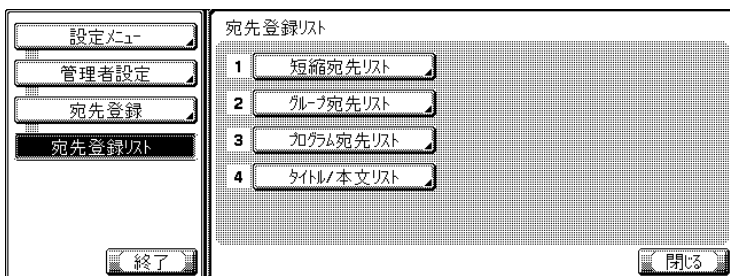 設定ﾒﾆｭｰ
管理者設定
宛先登録
宛先登録ﾘｽﾄ
終了
宛先登録ﾘｽﾄ
1 短縮宛先ﾘｽﾄ
2 ｸﾞﾙｰﾌﾟ宛先ﾘｽﾄ
3 ﾌﾟﾛｸﾞﾗﾑ宛先ﾘｽﾄ
4 ﾀｲﾄﾙ/本文ﾘｽﾄ
閉じる